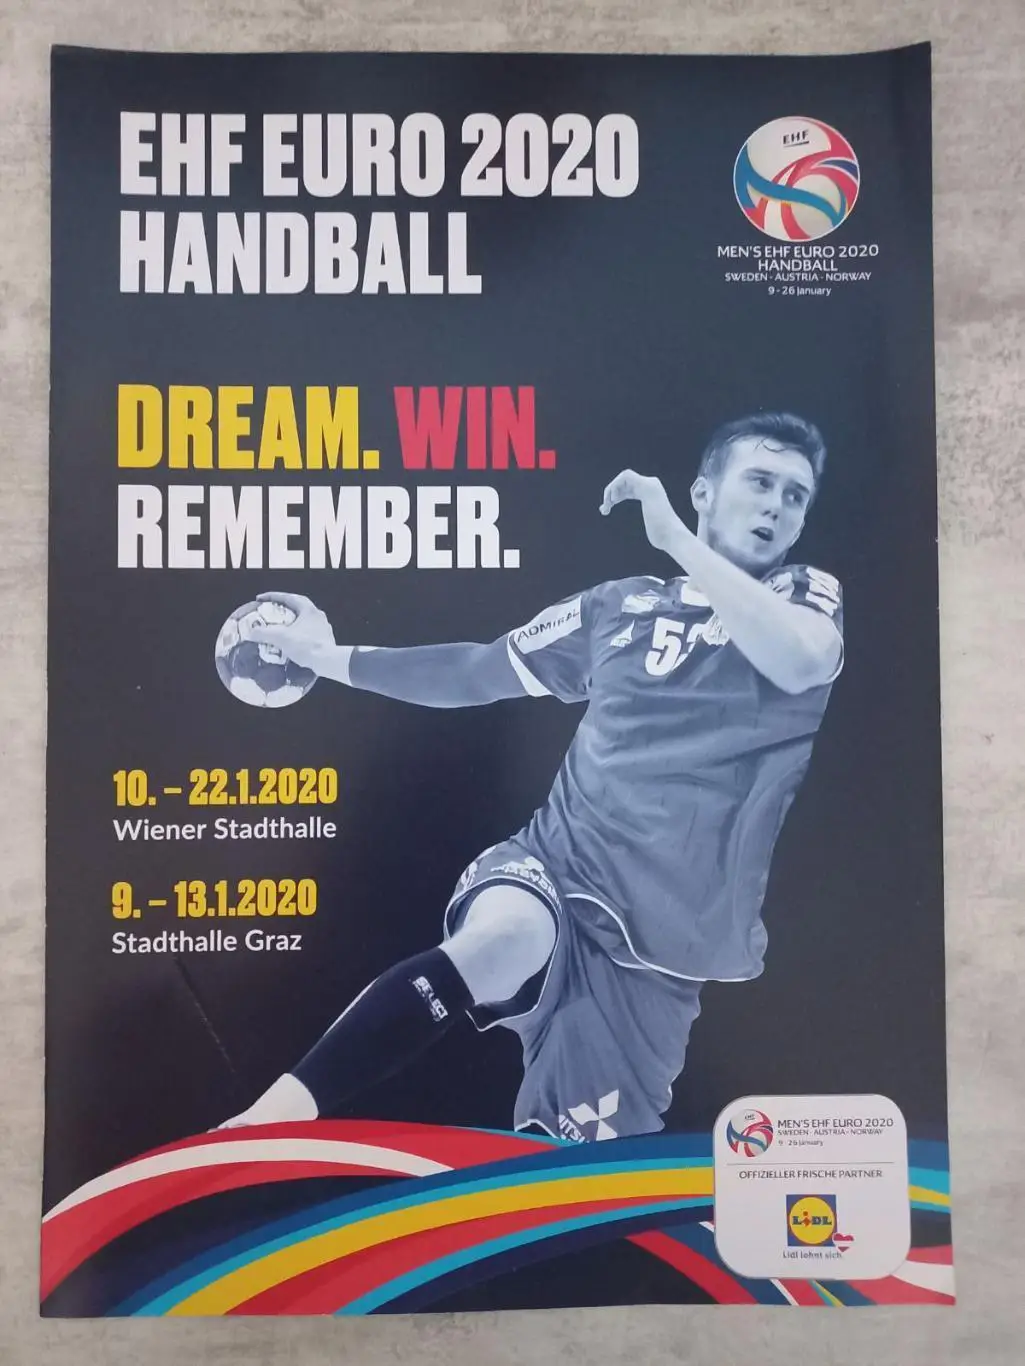 EHF EURO 2020
HANDBALL
EHF
MEN'S EHF EURO 2020
HANDBALL
SWEDEN - AUSTRIA - NORWAY
9 - 26 January
DREAM. WIN.
REMEMBER.
ADMIRAL
10. – 22.1.2020
Wiener Stadthalle
9. – 13.1.2020
Stadthalle Graz
SELECT
EHF
MEN'S EHF EURO 2020
SWEDEN - AUSTRIA - NORWAY
9 - 26 January
OFFIZIELLER FRISCHE PARTNER
LiDL
Lidl lohnt sich